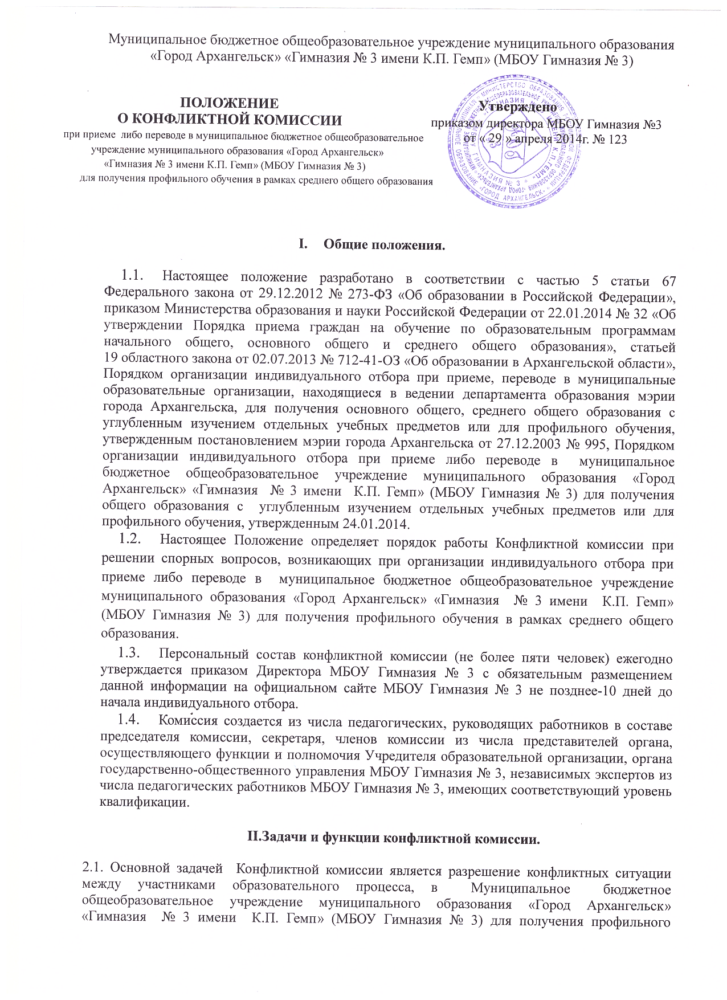 Муниципальное бюджетное общеобразовательное учреждение муниципального образования
«Город Архангельск» «Гимназия № 3 имени К.П. Гемп» (МБОУ Гимназия № 3)
ПОЛОЖЕНИЕ
О КОНФЛИКТНОЙ КОМИССИИ
при приеме либо переводе в муниципальное бюджетное общеобразовательное
учреждение муниципального образования «Город Архангельск»
«Гимназия № 3 имени К.П. Гемп» (МБОУ Гимназия № 3)
для получения профильного обучения в рамках среднего общего образования
Утверждено
приказом директора МБОУ Гимназия №3
от « 29 » апреля 2014г. № 123
I. Общие положения.
1.1. Настоящее положение разработано в соответствии с частью 5 статьи 67
Федерального закона от 29.12.2012 № 273-ФЗ «Об образовании в Российской Федерации»,
приказом Министерства образования и науки Российской Федерации от 22.01.2014 № 32 «Об
утверждении Порядка приема граждан на обучение по образовательным программам
начального общего, основного общего и среднего общего образования», статьей
19 областного закона от 02.07.2013 № 712-41-ОЗ «Об образовании в Архангельской области»,
Порядком организации индивидуального отбора при приеме, переводе в муниципальные
образовательные организации, находящиеся в ведении департамента образования мэрии
города Архангельска, для получения основного общего, среднего общего образования с
углубленным изучением отдельных учебных предметов или для профильного обучения,
утвержденным постановлением мэрии города Архангельска от 27.12.2003 № 995, Порядком
организации индивидуального отбора при приеме либо переводе в муниципальное
бюджетное общеобразовательное учреждение муниципального образования «Город
Архангельск» «Гимназия № 3 имени К.П. Гемп» (МБОУ Гимназия № 3) для получения
общего образования с углубленным изучением отдельных учебных предметов или для
профильного обучения, утвержденным 24.01.2014.
1.2. Настоящее Положение определяет порядок работы Конфликтной комиссии при
решении спорных вопросов, возникающих при организации индивидуального отбора при
приеме либо переводе в муниципальное бюджетное общеобразовательное учреждение
муниципального образования «Город Архангельск» «Гимназия № 3 имени К.П. Гемп»
(МБОУ Гимназия № 3) для получения профильного обучения в рамках среднего общего
образования.
1.3. Персональный состав конфликтной комиссии (не более пяти человек) ежегодно
утверждается приказом Директора МБОУ Гимназия № 3 с обязательным размещением
данной информации на официальном сайте МБОУ Гимназия № 3 не позднее-10 дней до
начала индивидуального отбора.
1.4. Комиссия создается из числа педагогических, руководящих работников в составе
председателя комиссии, секретаря, членов комиссии из числа представителей органа,
осуществляющего функции и полномочия Учредителя образовательной организации, органа
государственно-общественного управления МБОУ Гимназия № 3, независимых экспертов из
числа педагогических работников МБОУ Гимназия № 3, имеющих соответствующий уровень
квалификации.
II.Задачи и функции конфликтной комиссии.
2.1. Основной задачей Конфликтной комиссии является разрешение конфликтных ситуации
между участниками образовательного процесса, в Муниципальное бюджетное
общеобразовательное учреждение муниципального образования «Город Архангельск»
«Гимназия № 3 имени К.П. Гемп» (МБОУ Гимназия № 3) для получения профильного